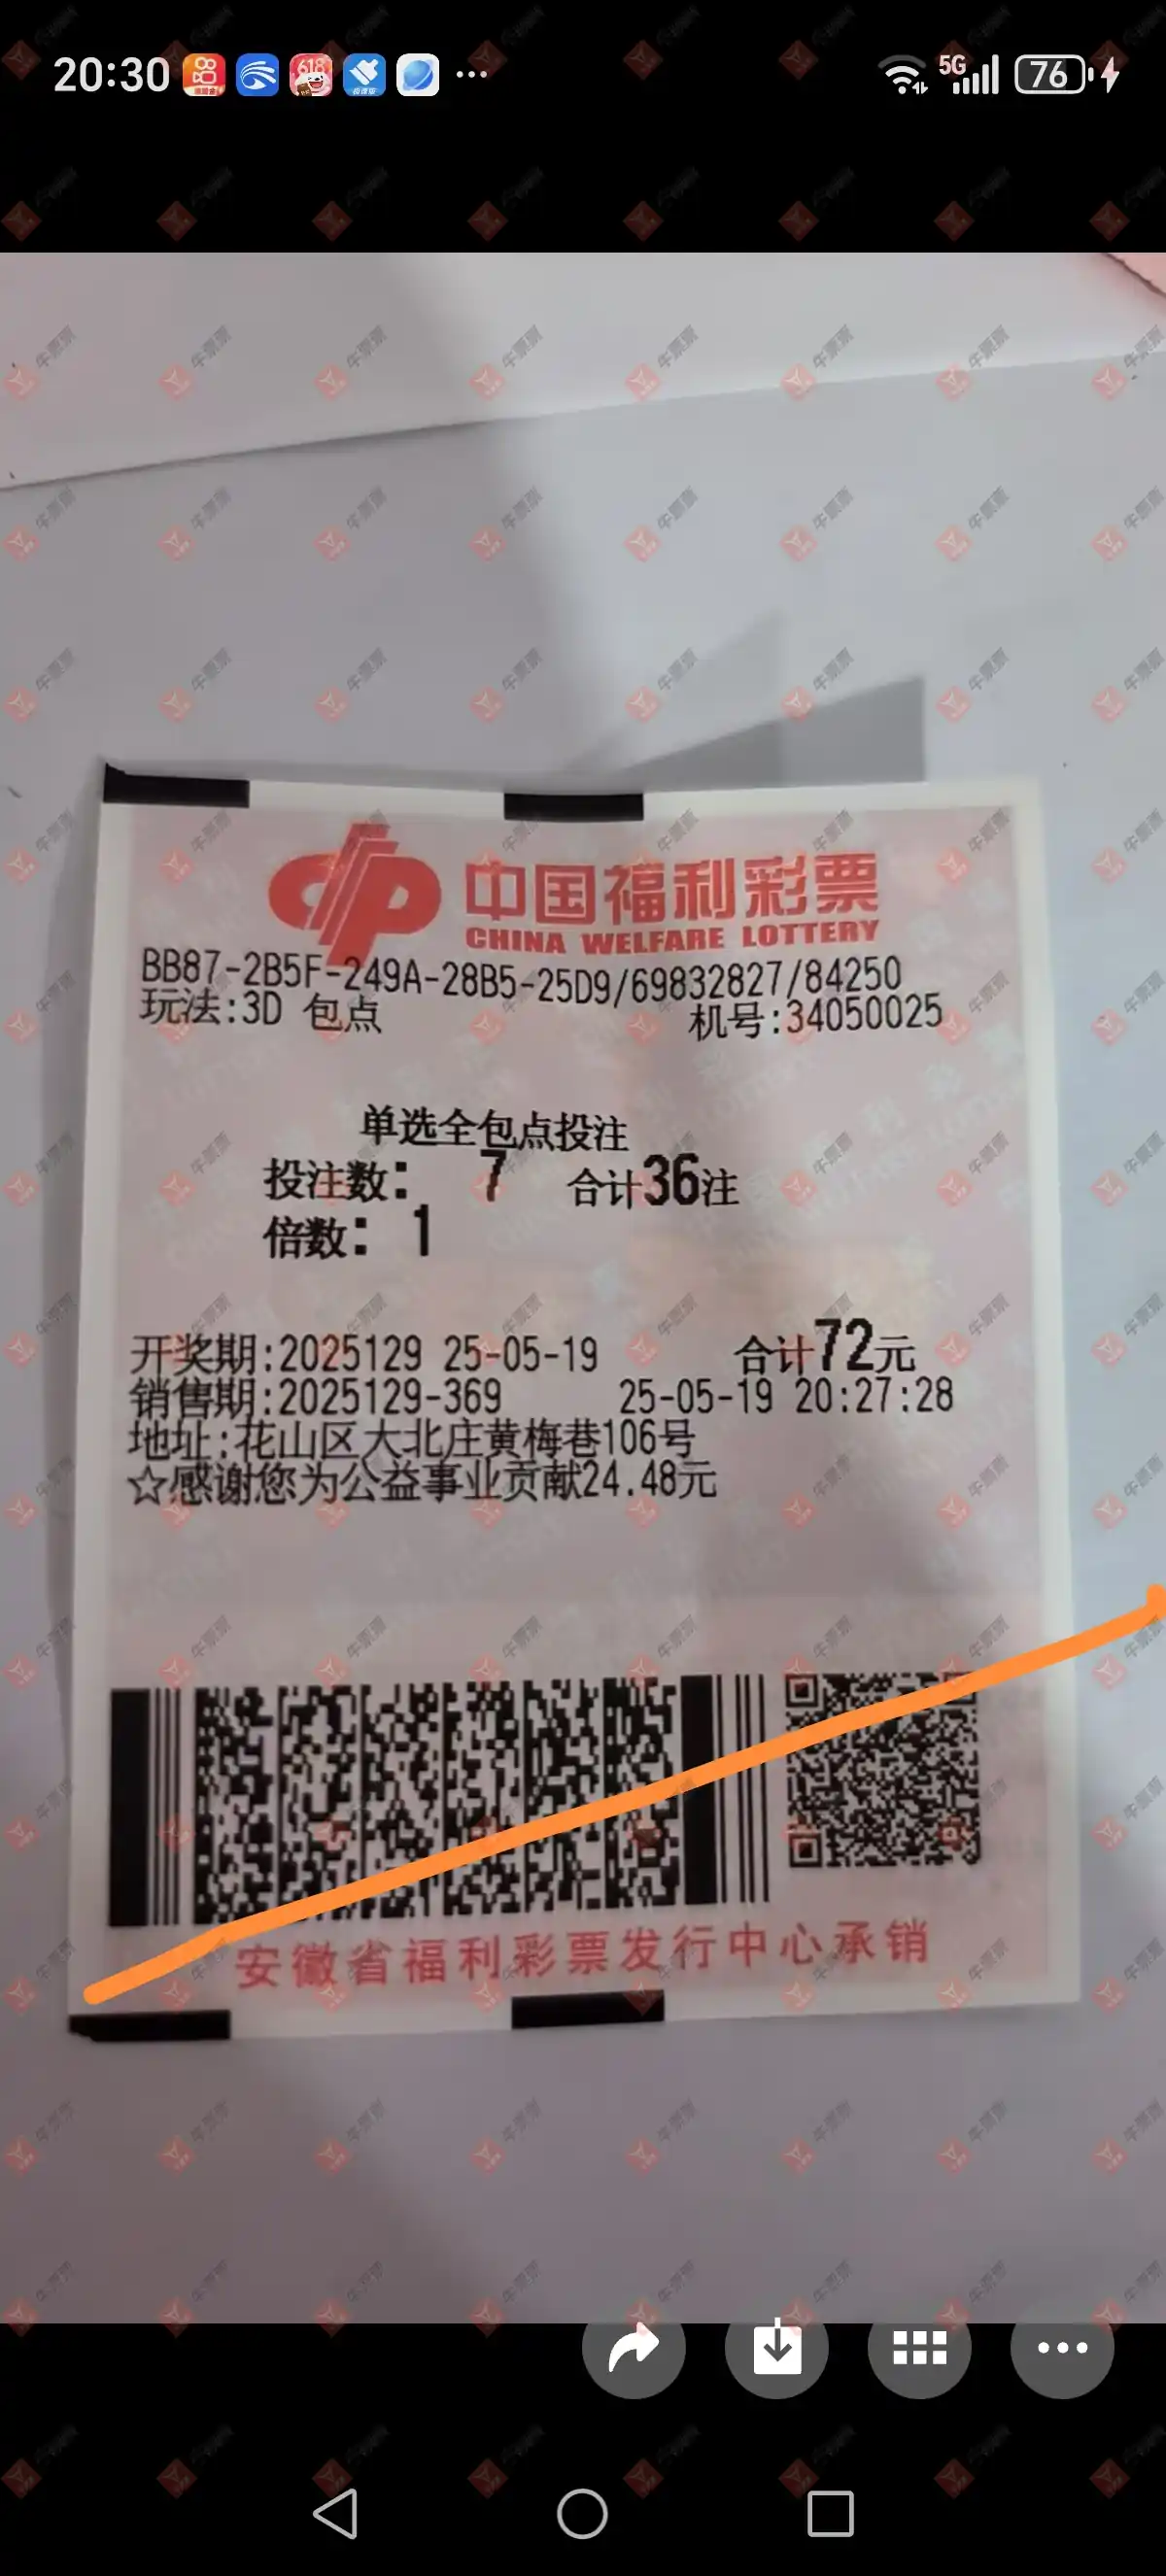 20:30
618
5G
76
中国福利彩票
CHINA WELFARE LOTTERY
BB87-2B5F-249A-28B5-25D9/69832827/84250
玩法:3D 包点 机号:34050025
单选全包点投注
投注数: 7 合计36注
倍数: 1
开奖期:2025129 25-05-19 合计72元
销售期:2025129-369 25-05-19 20:27:28
地址:花山区大北庄黄梅巷106号
☆感谢您为公益事业贡献24.48元
安徽省福利彩票发行中心承销
牛票票